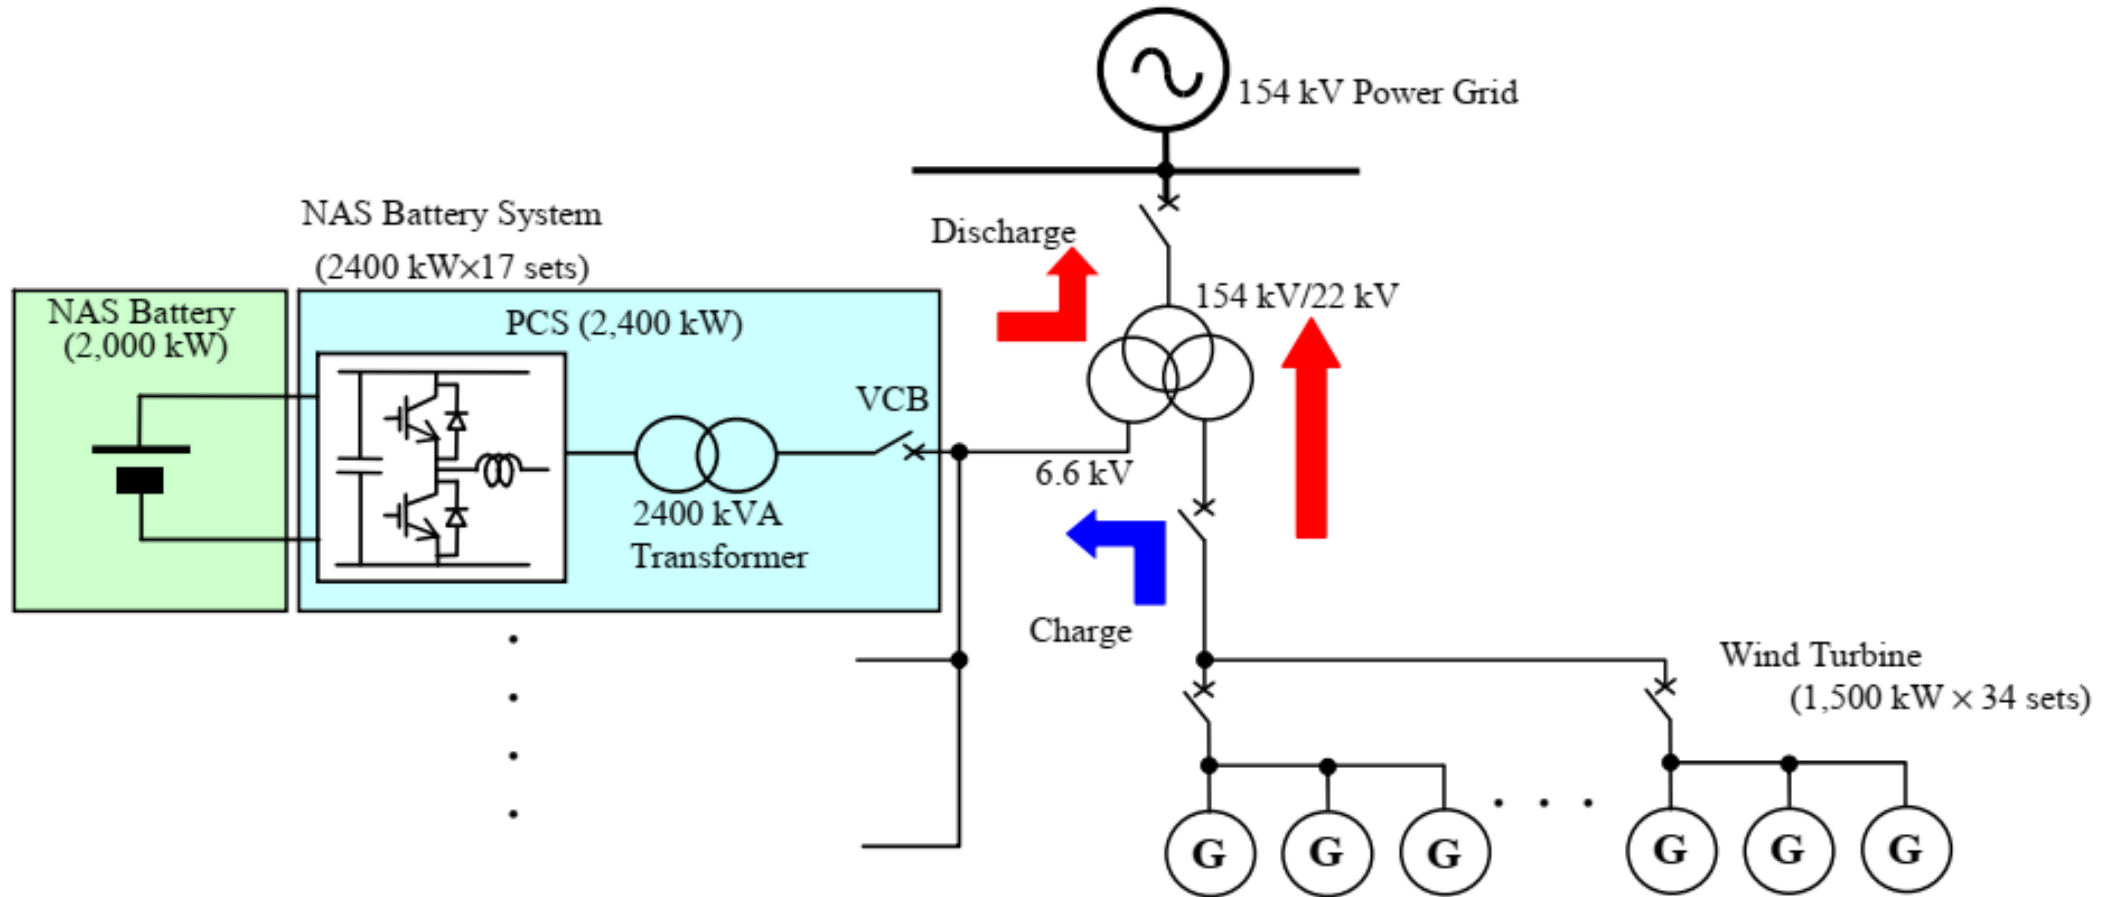 154 kV Power Grid
NAS Battery System
(2400 kW×17 sets)
Discharge
NAS Battery
(2,000 kW)
PCS (2,400 kW)
154 kV/22 kV
VCB
6.6 kV
2400 kVA
Transformer
Charge
Wind Turbine
(1,500 kW × 34 sets)
G G G G G G